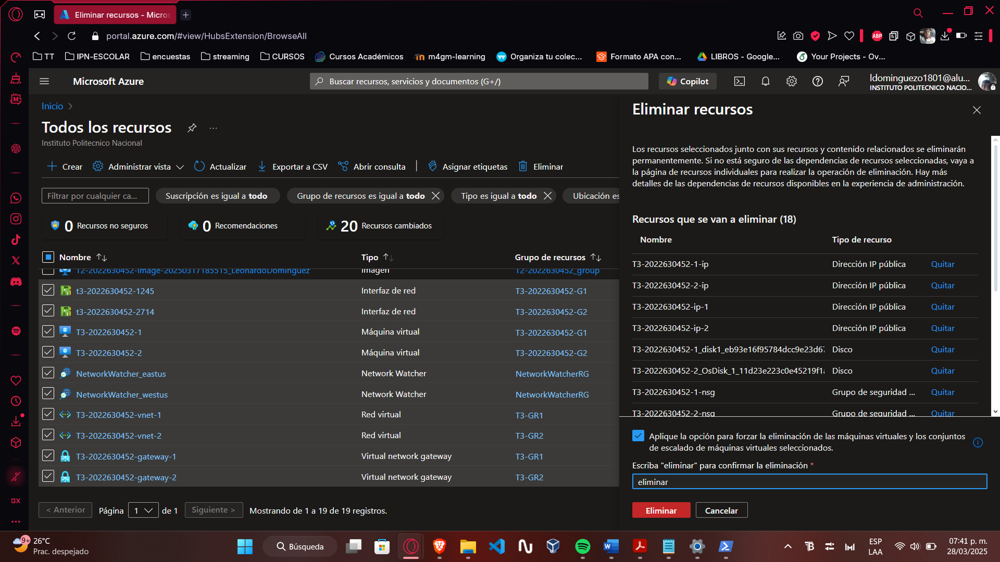 Eliminar recursos - Micros
portal.azure.com/#view/HubsExtension/BrowseAll
ABP
TT
IPN-ESCOLAR
encuestas
streaming
CURSOS
Cursos Académicos
m4gm-learning
Organiza tu colec...
Formato APA con...
LIBROS - Google...
Your Projects - Ov...
Microsoft Azure
Buscar recursos, servicios y documentos (G+/)
Copilot
ldominguezo1801@alu...
INSTITUTO POLITECNICO NACIO...
Inicio
Todos los recursos
...
Instituto Politecnico Nacional
Crear
Administrar vista
Actualizar
Exportar a CSV
Abrir consulta
Asignar etiquetas
Eliminar
Filtrar por cualquier ca...
Suscripción es igual a todo
Grupo de recursos es igual a todo
Tipo es igual a todo
Ubicación es
0 Recursos no seguros
0 Recomendaciones
20 Recursos cambiados
Nombre
Tipo
Grupo de recursos
T2-2022630452-image-20250317185515_LeonardoDominguez
Imagen
T2-2022630452_group
t3-2022630452-1245
Interfaz de red
T3-2022630452-G1
t3-2022630452-2714
Interfaz de red
T3-2022630452-G2
T3-2022630452-1
Máquina virtual
T3-2022630452-G1
T3-2022630452-2
Máquina virtual
T3-2022630452-G2
NetworkWatcher_eastus
Network Watcher
NetworkWatcherRG
NetworkWatcher_westus
Network Watcher
NetworkWatcherRG
T3-2022630452-vnet-1
Red virtual
T3-GR1
T3-2022630452-vnet-2
Red virtual
T3-GR2
T3-2022630452-gateway-1
Virtual network gateway
T3-GR1
T3-2022630452-gateway-2
Virtual network gateway
T3-GR2
< Anterior
Página
1
de 1
Siguiente >
Mostrando de 1 a 19 de 19 registros.
Eliminar recursos
Los recursos seleccionados junto con sus recursos y contenido relacionados se eliminarán
permanentemente. Si no está seguro de las dependencias de recursos seleccionadas, vaya a
la página de recursos individuales para realizar la operación de eliminación. Hay más
detalles de las dependencias de recursos disponibles en la experiencia de administración.
Recursos que se van a eliminar (18)
Nombre
Tipo de recurso
T3-2022630452-1-ip
Dirección IP pública
Quitar
T3-2022630452-2-ip
Dirección IP pública
Quitar
T3-2022630452-ip-1
Dirección IP pública
Quitar
T3-2022630452-ip-2
Dirección IP pública
Quitar
T3-2022630452-1_disk1_eb93e16f95784dcc9e23d67
Disco
Quitar
T3-2022630452-2_OsDisk_1_11d23e223c0e45219f1a
Disco
Quitar
T3-2022630452-1-nsg
Grupo de seguridad ...
Quitar
T3-2022630452-2-nsg
Grupo de seguridad ...
Quitar
Aplique la opción para forzar la eliminación de las máquinas virtuales y los conjuntos
de escalado de máquinas virtuales seleccionados.
Escriba "eliminar" para confirmar la eliminación *
eliminar
Eliminar
Cancelar
GX
9+
26°C
Prac. despejado
Búsqueda
ESP
LAA
07:41 p. m.
28/03/2025